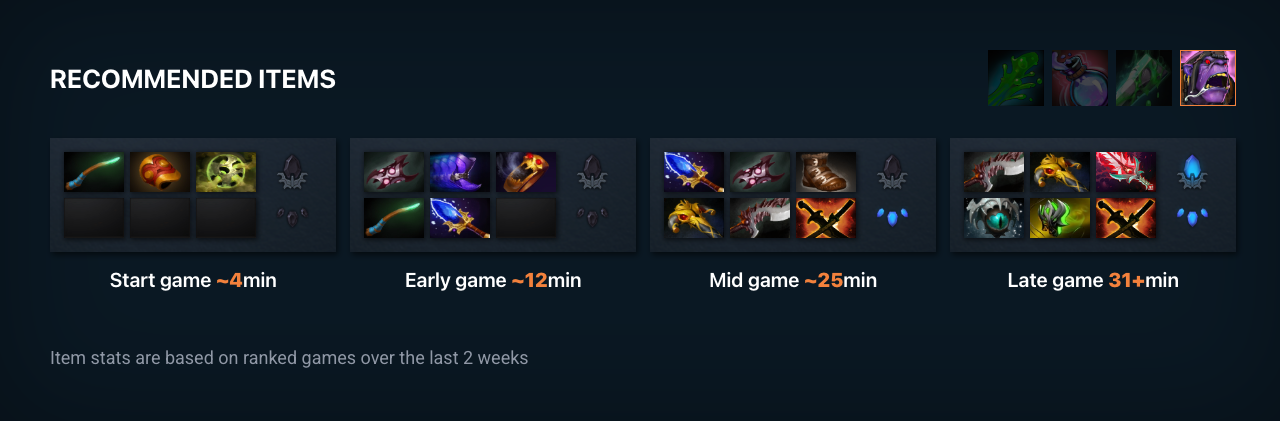 RECOMMENDED ITEMS
Start game ~4min
Early game ~12min
Mid game ~25min
Late game 31+min
Item stats are based on ranked games over the last 2 weeks